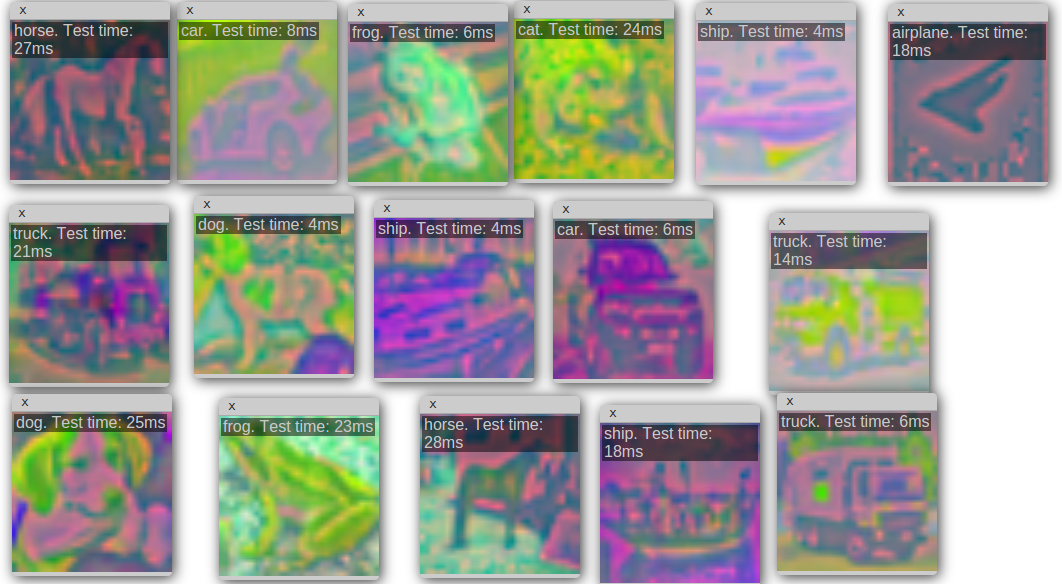 x
horse. Test time:
27ms
x
car. Test time: 8ms
x
frog. Test time: 6ms
x
cat. Test time: 24ms
x
ship. Test time: 4ms
x
airplane. Test time:
18ms
x
truck. Test time:
21ms
x
dog. Test time: 4ms
x
ship. Test time: 4ms
x
car. Test time: 6ms
x
truck. Test time:
14ms
x
dog. Test time: 25ms
x
frog. Test time: 23ms
x
horse. Test time:
28ms
x
ship. Test time:
18ms
x
truck. Test time: 6ms